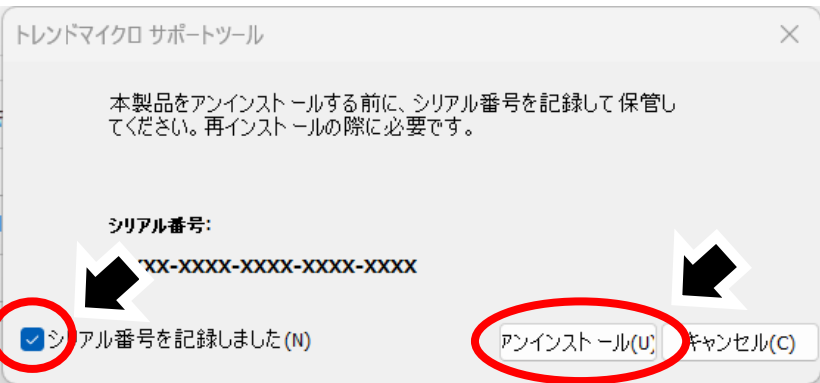 トレンドマイクロ サポートツール
本製品をアンインストールする前に、シリアル番号を記録して保管し
てください。再インストールの際に必要です。
シリアル番号:
XX-XXXX-XXXX-XXXX-XXXX
シリアル番号を記録しました(N)
アンインストール(U)
キャンセル(C)